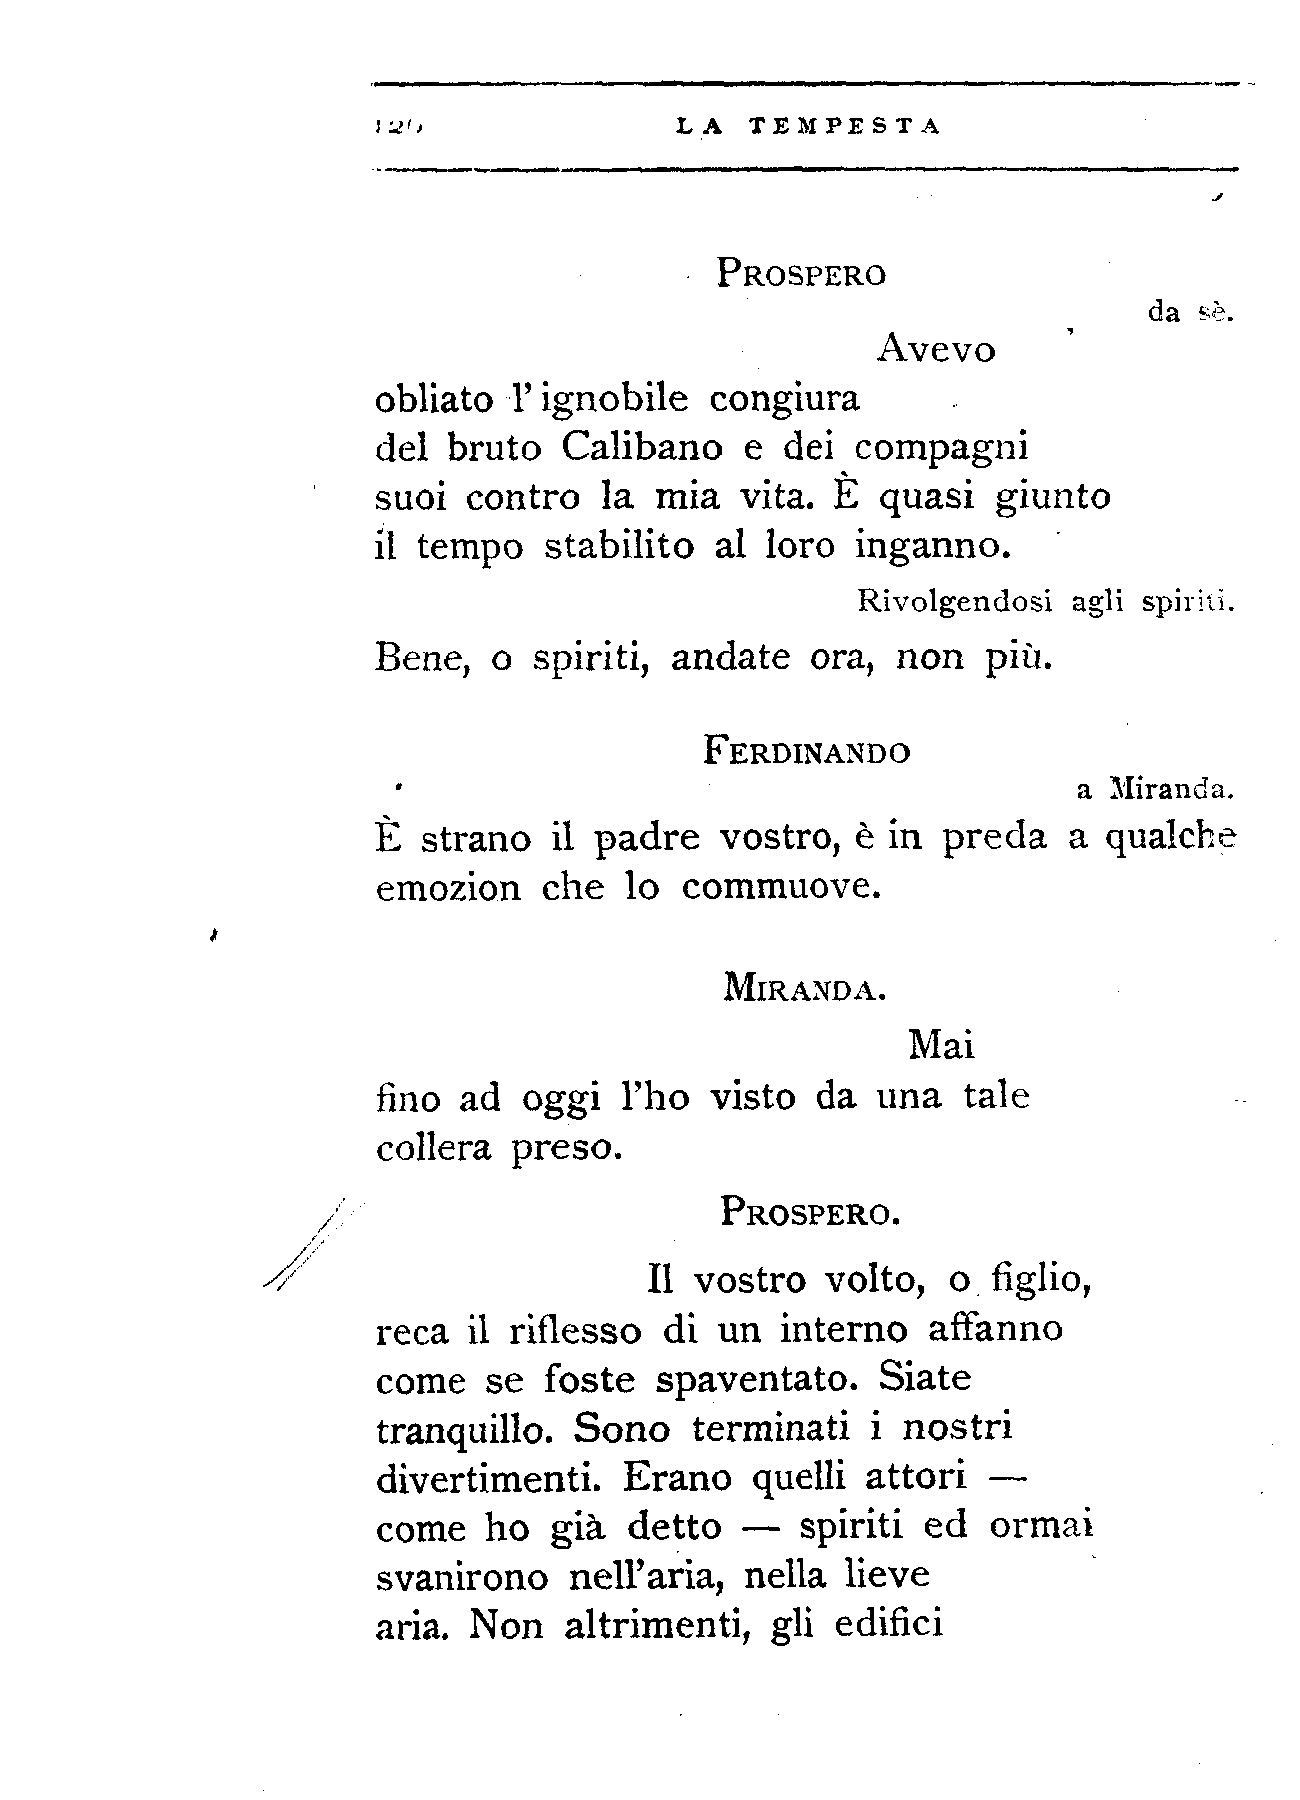 LA TEMPESTA
PROSPERO
da sè.
Avevo
obliato l'ignobile congiura
del bruto Calibano e dei compagni
suoi contro la mia vita. È quasi giunto
il tempo stabilito al loro inganno.
Rivolgendosi agli spiriti.
Bene, o spiriti, andate ora, non più.
FERDINANDO
a Miranda.
È strano il padre vostro, è in preda a qualche
emozion che lo commuove.
MIRANDA.
Mai
fino ad oggi l'ho visto da una tale
collera preso.
PROSPERO.
Il vostro volto, o figlio,
reca il riflesso di un interno affanno
come se foste spaventato. Siate
tranquillo. Sono terminati i nostri
divertimenti. Erano quelli attori —
come ho già detto — spiriti ed ormai
svanirono nell'aria, nella lieve
aria. Non altrimenti, gli edifici